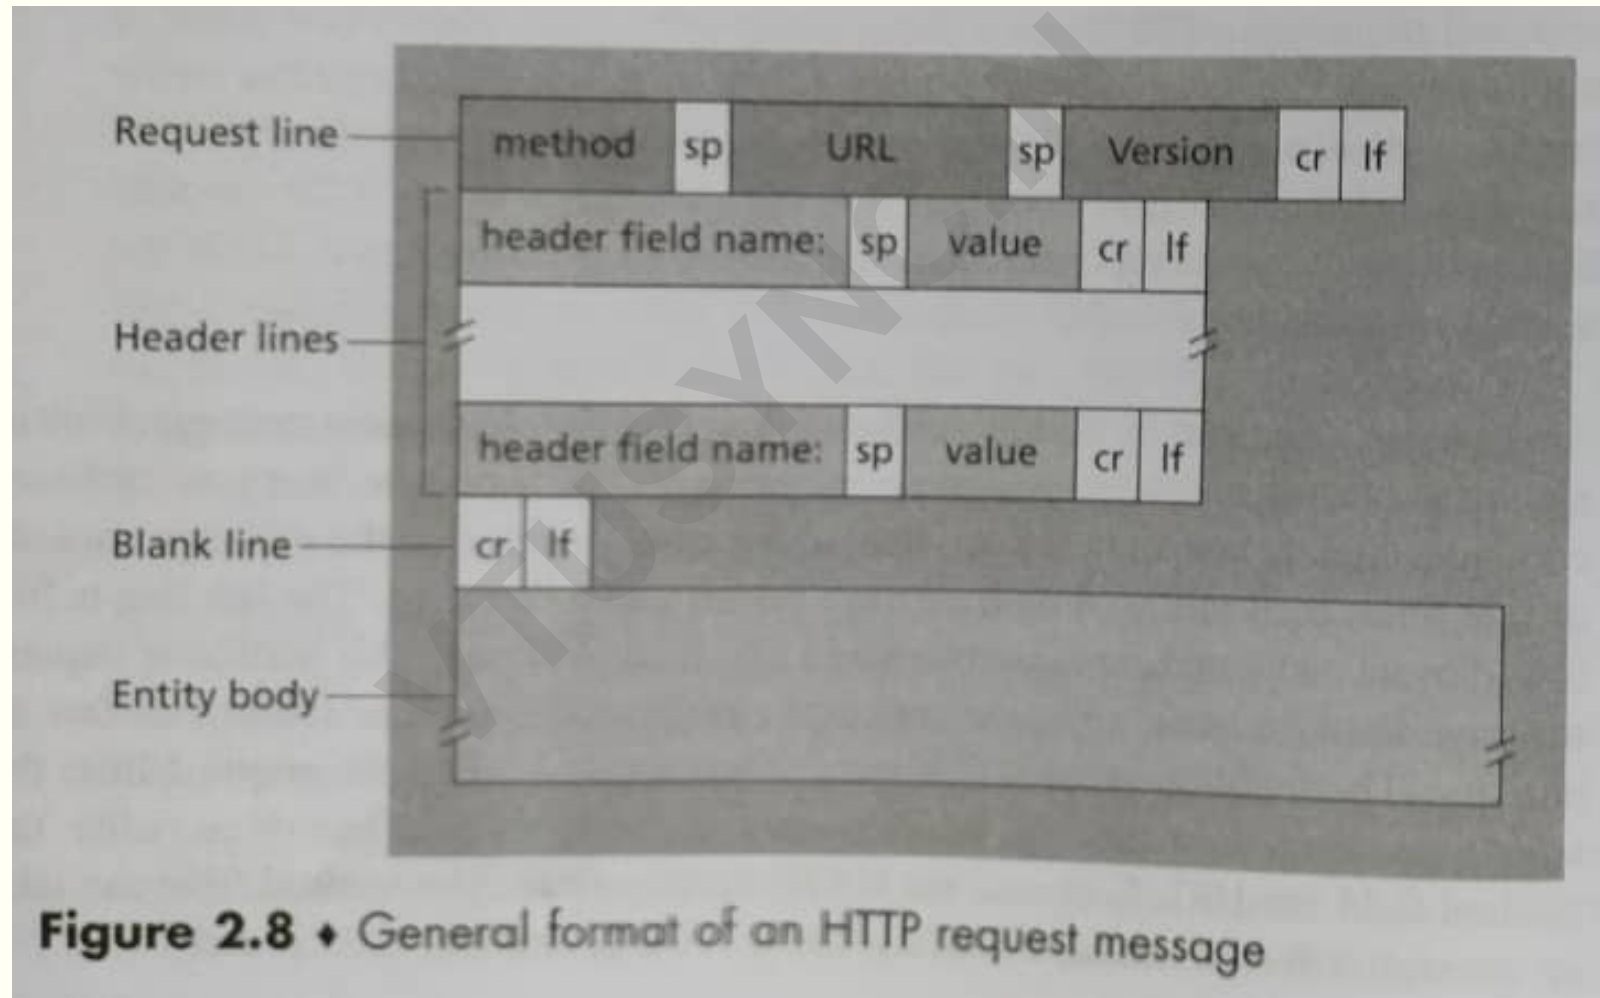 Request line method sp URL sp Version cr lf
header field name: sp value cr lf
Header lines
header field name: sp value cr lf
Blank line cr lf
Entity body
Figure 2.8 ♦ General format of an HTTP request message
VTUSYNC.IN